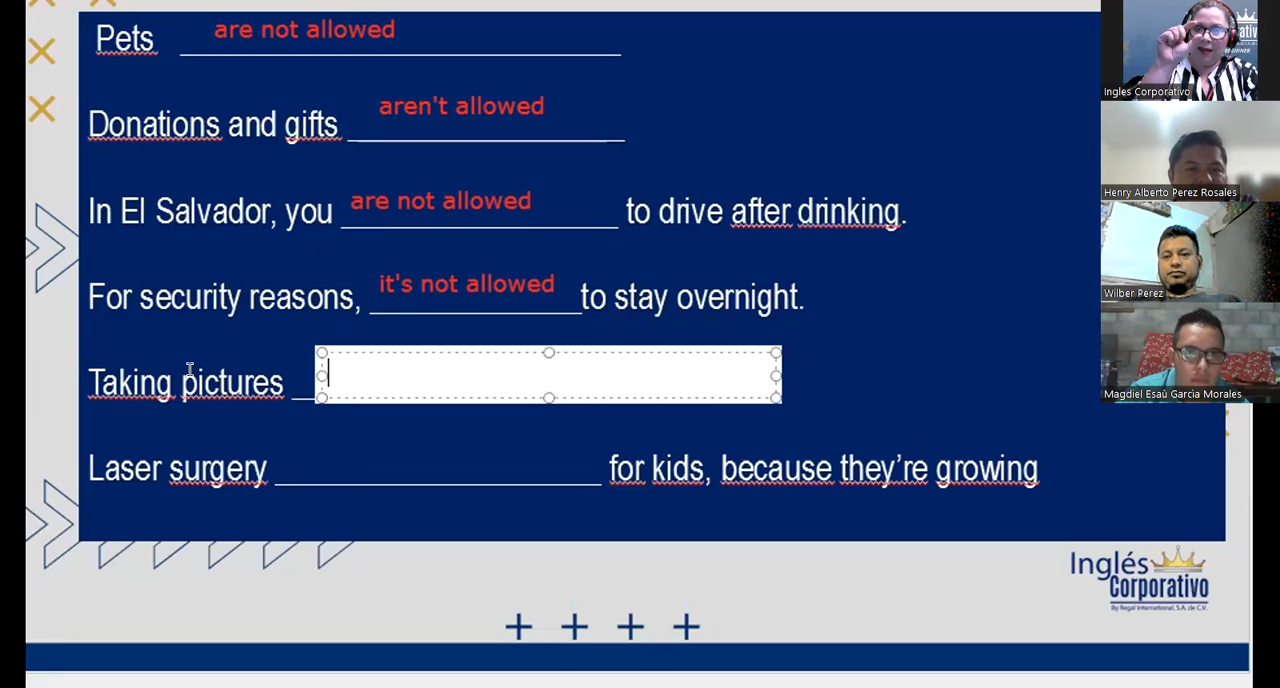 Pets are not allowed
Donations and gifts aren't allowed
In El Salvador, you are not allowed to drive after drinking.
For security reasons, it's not allowed to stay overnight.
Taking pictures
Laser surgery for kids, because they're growing
Ingles Corporativo
Henry Alberto Perez Rosales
Wilber Perez
Magdiel Esaù Garcia Morales
Inglés
Corporativo
By Regal International, S.A. de C.V.